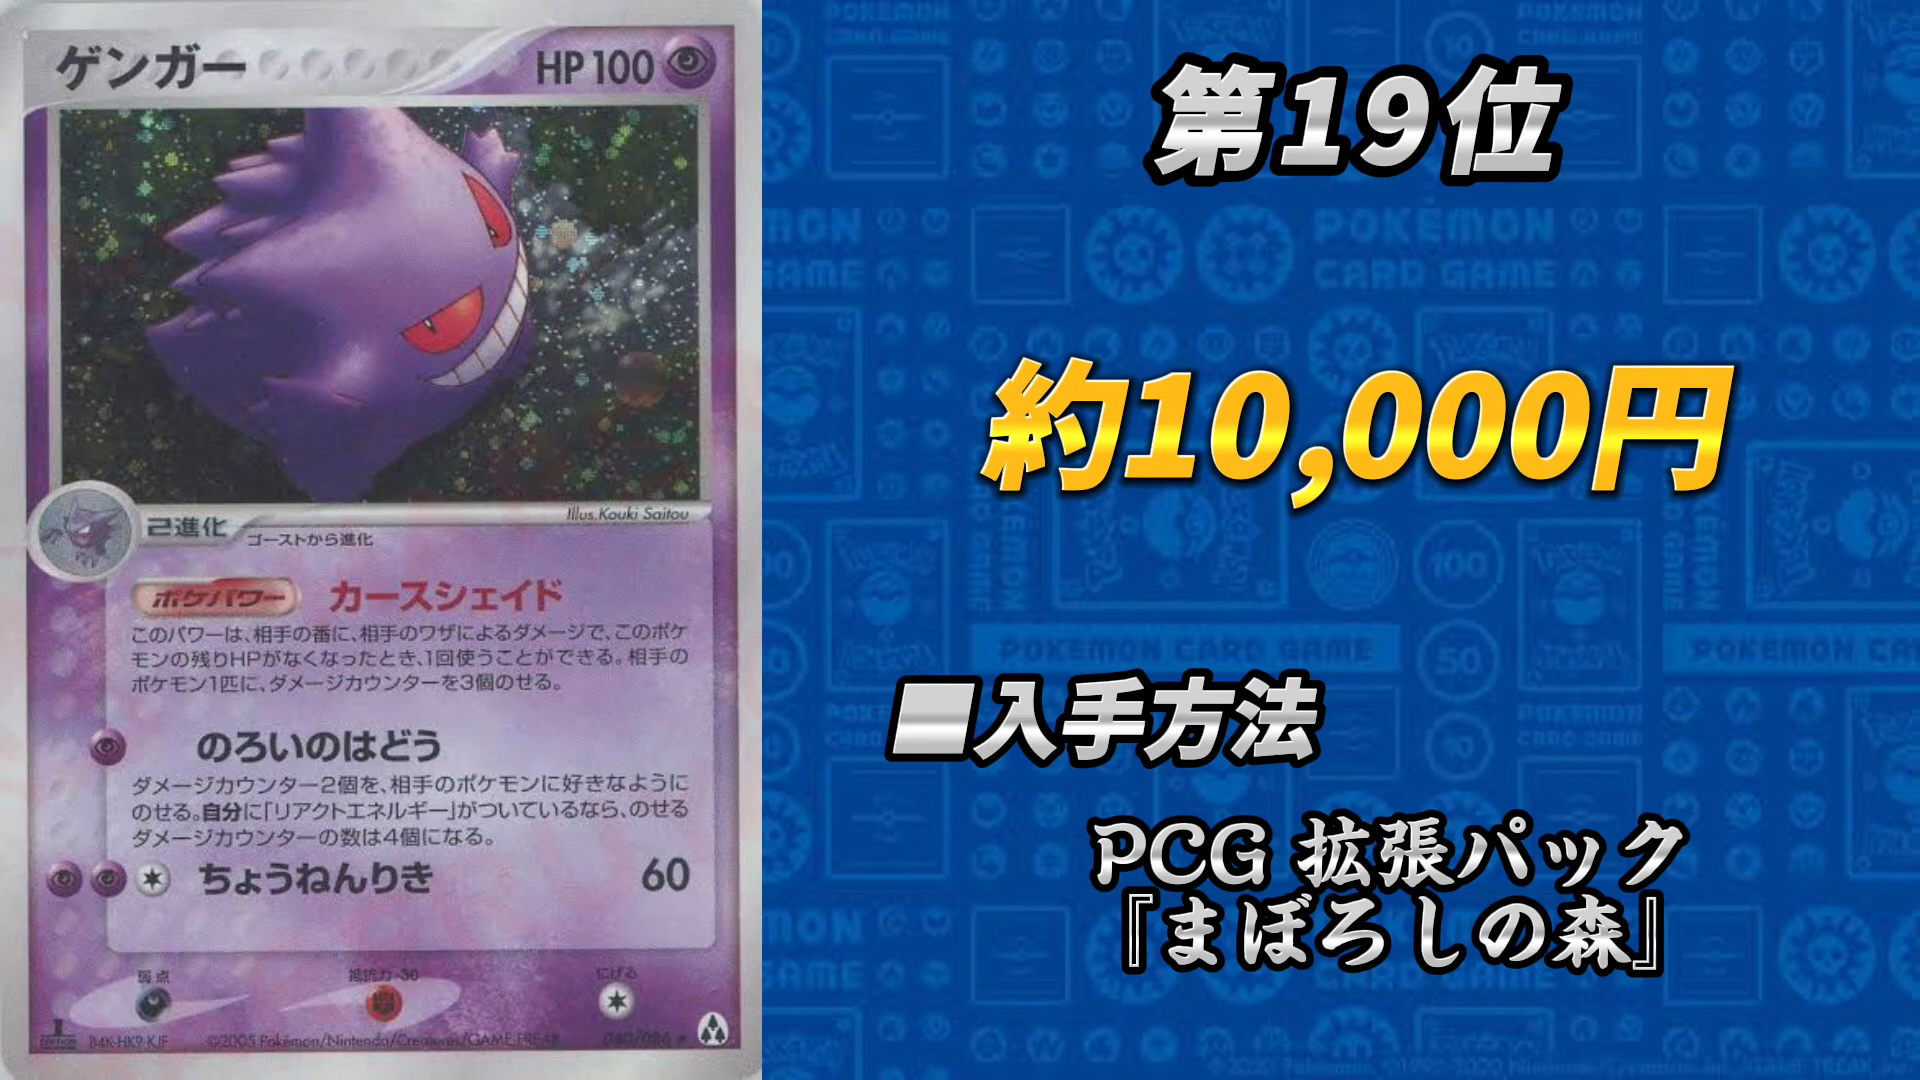 ゲンガー
HP100
Illus.Kouki Saitou
2進化
ゴーストから進化
ポケパワー カースシェイド
このパワーは、相手の番に、相手のワザによるダメージで、このポケ
モンの残りHPがなくなったとき、1回使うことができる。相手の
ポケモン1匹に、ダメージカウンターを3個のせる。
のろいのはどう
ダメージカウンター2個を、相手のポケモンに好きなように
のせる。自分に「リアクトエネルギー」がついているなら、のせる
ダメージカウンターの数は4個になる。
ちょうねんりき 60
弱点 抵抗力 -30 にげる
©2005 Pokémon/Nintendo/Creatures/GAME FREAK 040/086
第19位
約10,000円
■入手方法
PCG 拡張パック
『まぼろしの森』
POKÉMON
CARD GAME
POKÉMON CARD GAME
100
50